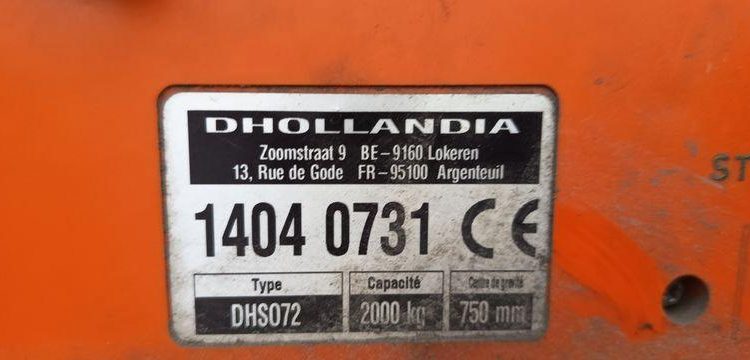 DHOLLANDIA
Zoomstraat 9 BE-9160 Lokeren
13, Rue de Gode FR-95100 Argenteuil
1404 0731 CE
Type Capacité Centre de gravité
DHSO72 2000 kg 750 mm
ST